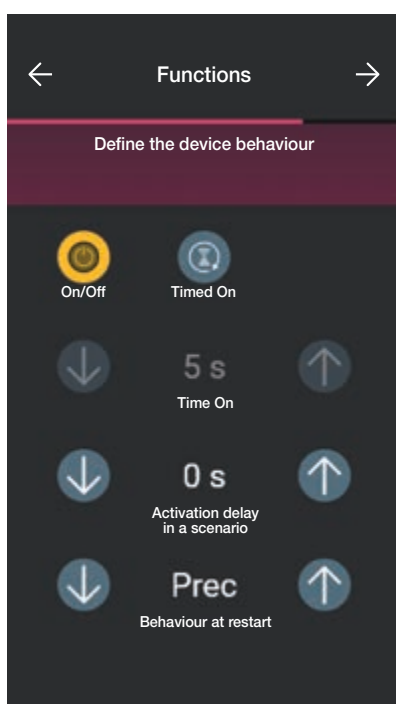 Functions
Define the device behaviour
On/Off Timed On
5 s
Time On
0 s
Activation delay
in a scenario
Prec
Behaviour at restart